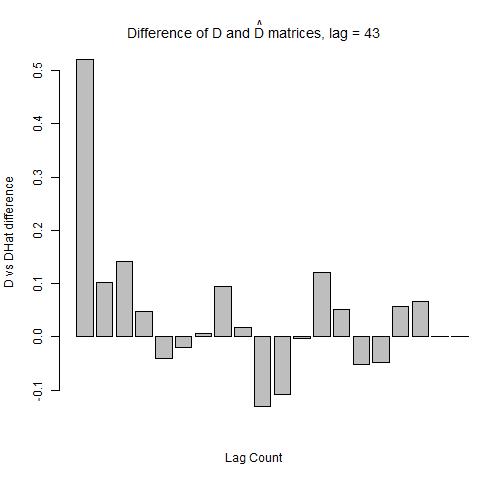 Difference of D and D̂ matrices, lag = 43
D vs DHat difference
0.5
0.4
0.3
0.2
0.1
0.0
-0.1
Lag Count